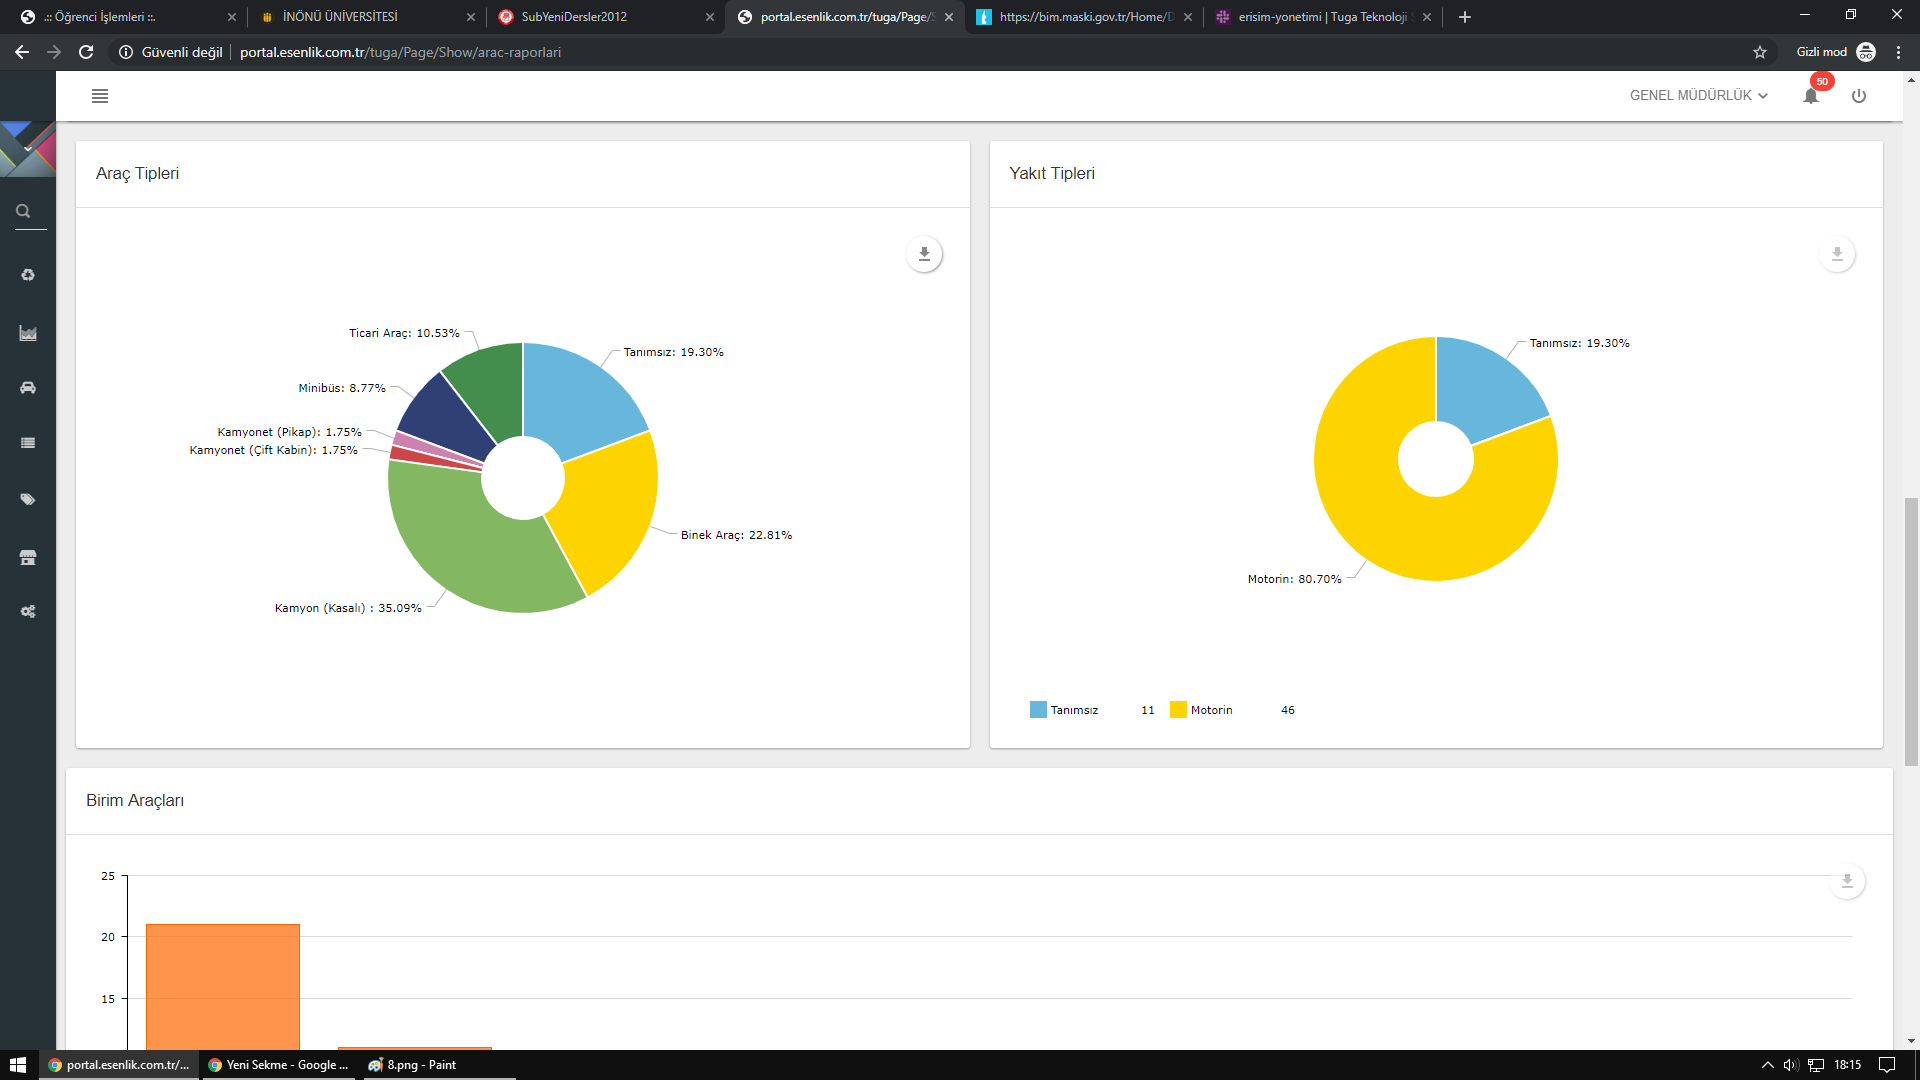 .:: Öğrenci İşlemleri ::.
İNÖNÜ ÜNİVERSİTESİ
SubYeniDersler2012
portal.esenlik.com.tr/tuga/Page/S
https://bim.maski.gov.tr/Home/D
erisim-yonetimi | Tuga Teknoloji
Güvenli değil
portal.esenlik.com.tr/tuga/Page/Show/arac-raporlari
Gizli mod
GENEL MÜDÜRLÜK
50
Araç Tipleri
Ticari Araç: 10.53%
Tanımsız: 19.30%
Minibüs: 8.77%
Kamyonet (Pikap): 1.75%
Kamyonet (Çift Kabin): 1.75%
Binek Araç: 22.81%
Kamyon (Kasalı) : 35.09%
Yakıt Tipleri
Tanımsız: 19.30%
Motorin: 80.70%
Tanımsız 11 Motorin 46
Birim Araçları
25
20
15
portal.esenlik.com.tr/...
Yeni Sekme - Google ...
8.png - Paint
18:15